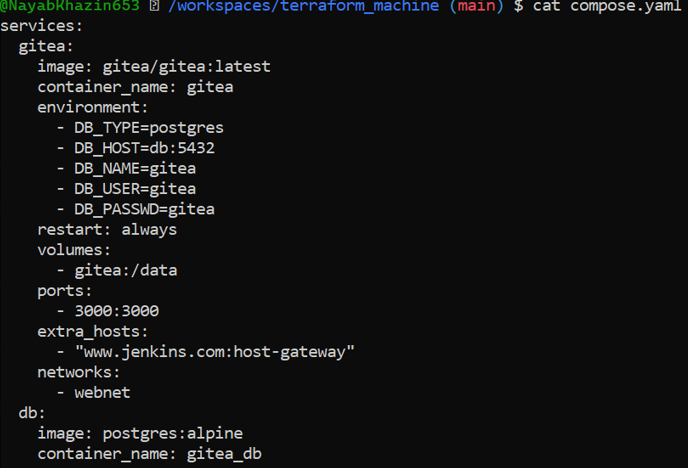 @NayabKhazin653 /workspaces/terraform_machine (main) $ cat compose.yaml
services:
  gitea:
    image: gitea/gitea:latest
    container_name: gitea
    environment:
      - DB_TYPE=postgres
      - DB_HOST=db:5432
      - DB_NAME=gitea
      - DB_USER=gitea
      - DB_PASSWD=gitea
    restart: always
    volumes:
      - gitea:/data
    ports:
      - 3000:3000
    extra_hosts:
      - "www.jenkins.com:host-gateway"
    networks:
      - webnet
  db:
    image: postgres:alpine
    container_name: gitea_db